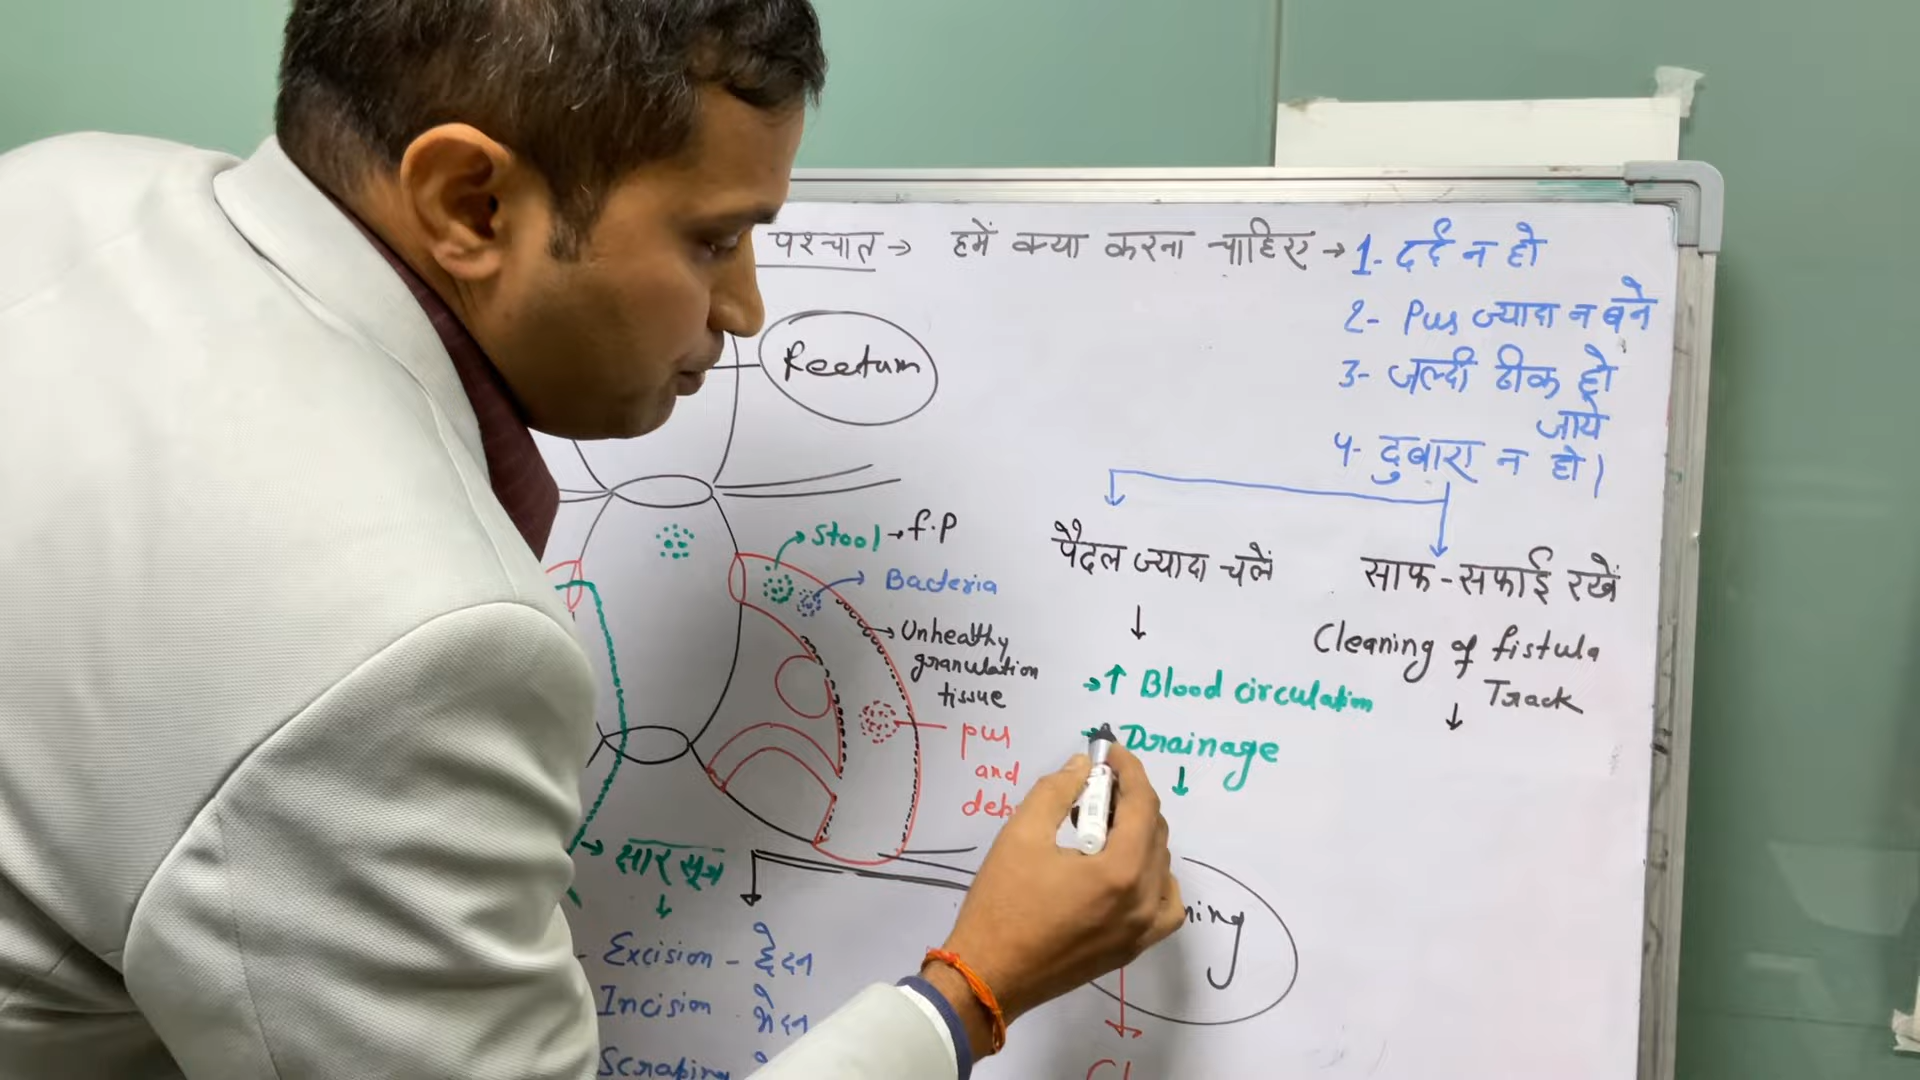 पश्चात → हमें क्या करना चाहिए → 1- दर्द न हो
2- Pus ज्यादा न बने
3- जल्दी ठीक हो
जाये
4- दुबारा न हो।
Rectum
Stool → f.P
Bacteria
Unhealthy
granulation
tissue
pus
and
पैदल ज्यादा चलें
↓
→ ↑ Blood circulation
→ Drainage
↓
साफ-सफाई रखें
Cleaning of fistula
Track
↓
→ क्षार सूत्र
↓
- Excision - छेदन
Incision भेदन
Scraping